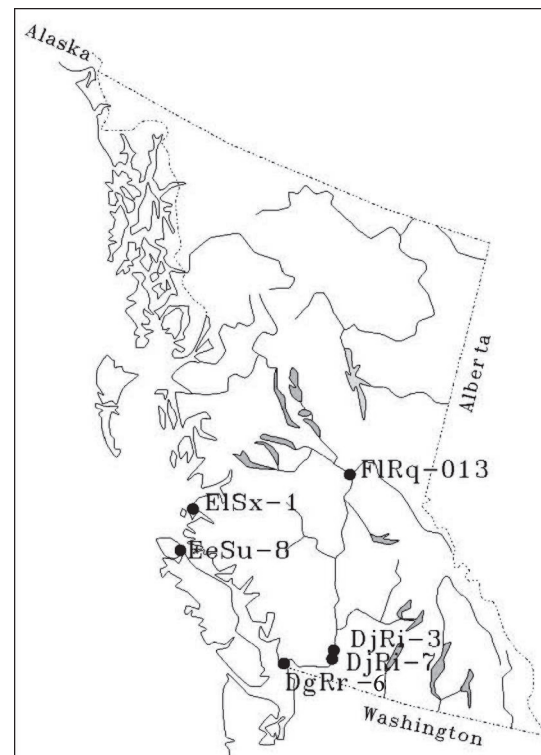 Alaska
Alberta
FlRq-013
ElSx-1
EeSu-8
DjRi-3
DjRi-7
DgRr-6
Washington